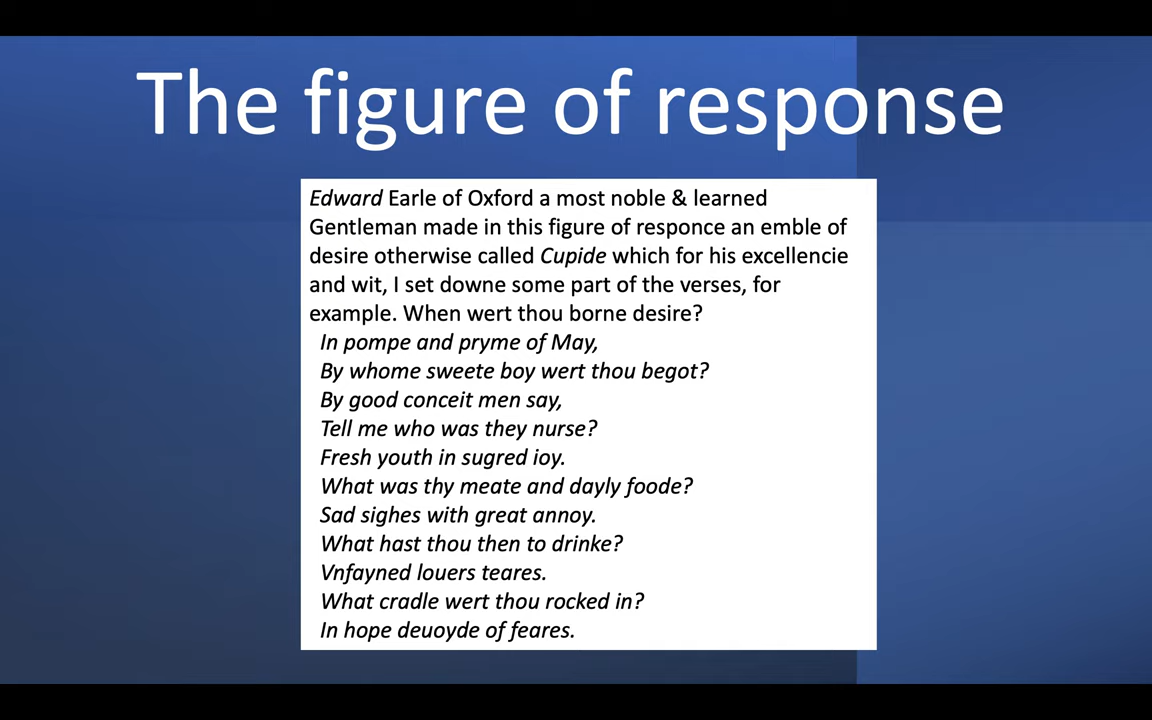 The figure of response
Edward Earle of Oxford a most noble & learned
Gentleman made in this figure of responce an emble of
desire otherwise called Cupide which for his excellencie
and wit, I set downe some part of the verses, for
example. When wert thou borne desire?
In pompe and pryme of May,
By whome sweete boy wert thou begot?
By good conceit men say,
Tell me who was they nurse?
Fresh youth in sugred ioy.
What was thy meate and dayly foode?
Sad sighes with great annoy.
What hast thou then to drinke?
Vnfayned louers teares.
What cradle wert thou rocked in?
In hope deuoyde of feares.